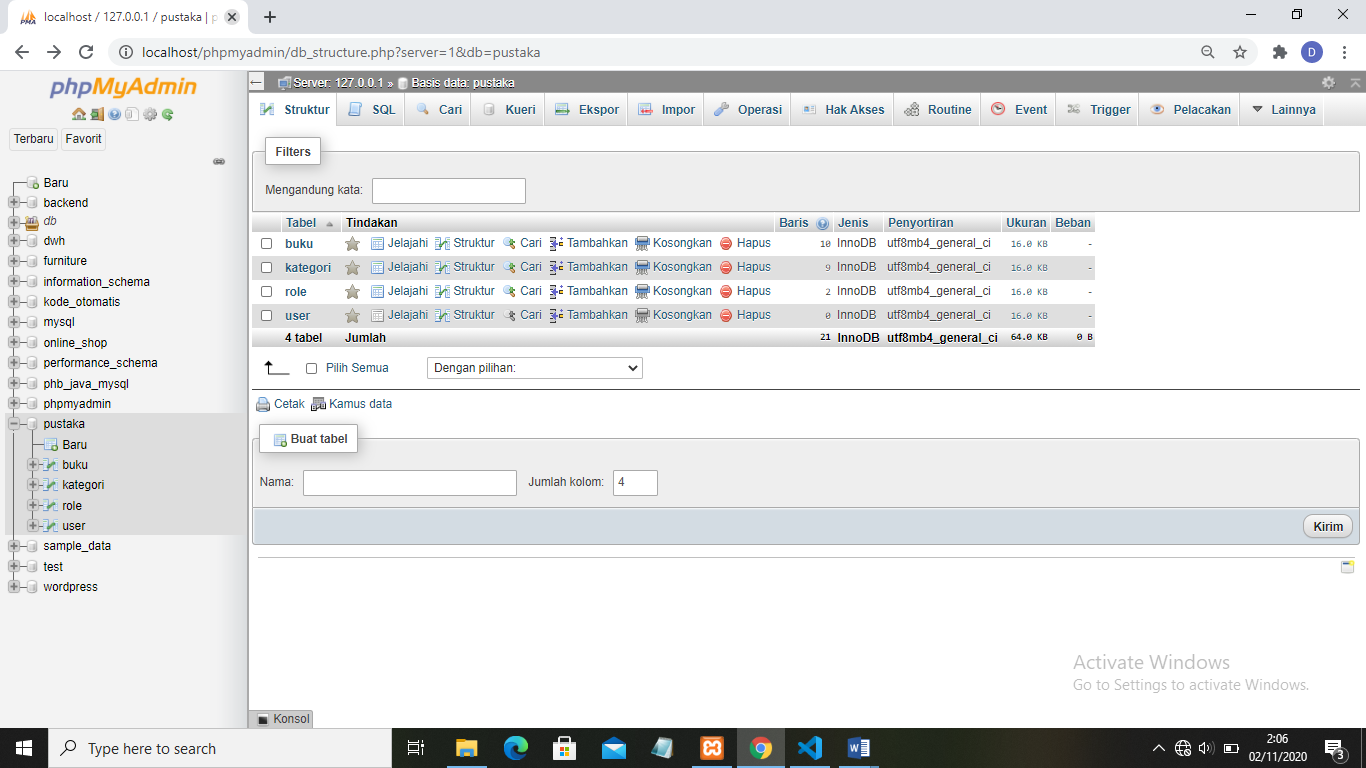 localhost / 127.0.0.1 / pustaka | p
localhost/phpmyadmin/db_structure.php?server=1&db=pustaka
D
phpMyAdmin
Terbaru Favorit
Baru
backend
db
dwh
furniture
information_schema
kode_otomatis
mysql
online_shop
performance_schema
phb_java_mysql
phpmyadmin
pustaka
Baru
buku
kategori
role
user
sample_data
test
wordpress
Server: 127.0.0.1 » Basis data: pustaka
Struktur SQL Cari Kueri Ekspor Impor Operasi Hak Akses Routine Event Trigger Pelacakan Lainnya
Filters
Mengandung kata:
Tabel Tindakan Baris Jenis Penyortiran Ukuran Beban
buku Jelajahi Struktur Cari Tambahkan Kosongkan Hapus 10 InnoDB utf8mb4_general_ci 16.0 KB -
kategori Jelajahi Struktur Cari Tambahkan Kosongkan Hapus 9 InnoDB utf8mb4_general_ci 16.0 KB -
role Jelajahi Struktur Cari Tambahkan Kosongkan Hapus 2 InnoDB utf8mb4_general_ci 16.0 KB -
user Jelajahi Struktur Cari Tambahkan Kosongkan Hapus 0 InnoDB utf8mb4_general_ci 16.0 KB -
4 tabel Jumlah 21 InnoDB utf8mb4_general_ci 64.0 KB 0 B
Pilih Semua Dengan pilihan:
Cetak Kamus data
Buat tabel
Nama: Jumlah kolom: 4
Kirim
Activate Windows
Go to Settings to activate Windows.
Konsol
Type here to search
2:06
02/11/2020
3